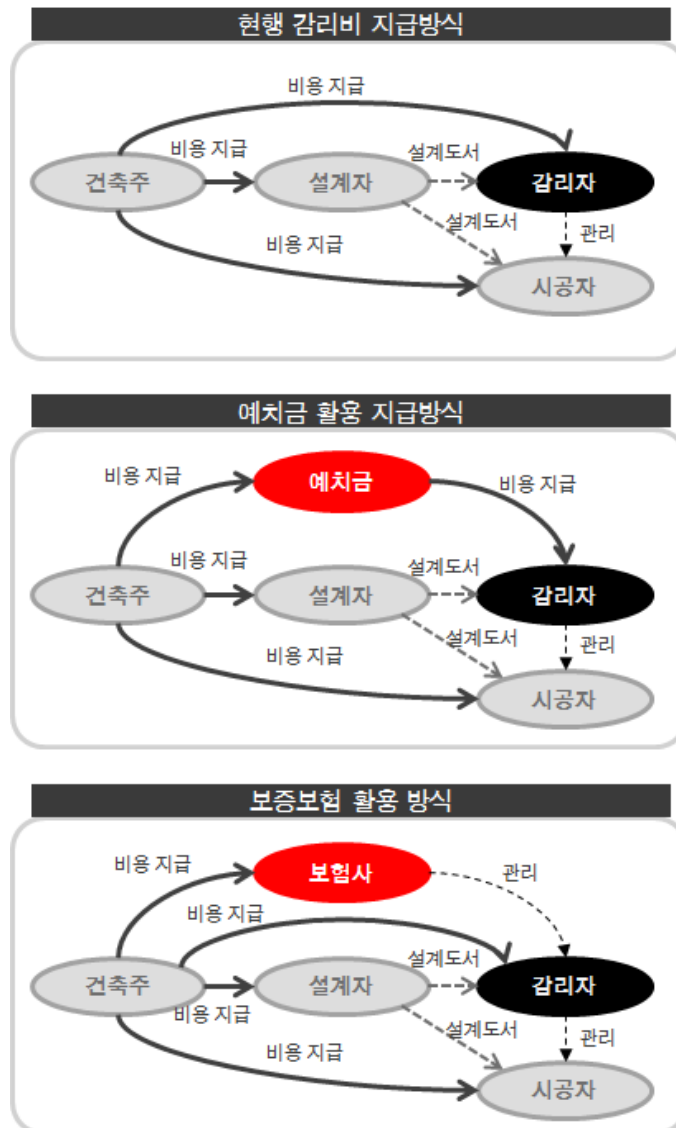 현행 감리비 지급방식
비용 지급
비용 지급
설계도서
건축주
설계자
감리자
설계도서
관리
비용 지급
시공자
예치금 활용 지급방식
비용 지급
예치금
비용 지급
비용 지급
설계도서
건축주
설계자
감리자
설계도서
관리
비용 지급
시공자
보증보험 활용 방식
비용 지급
보험사
관리
비용 지급
설계도서
건축주
설계자
감리자
비용 지급
설계도서
관리
비용 지급
시공자